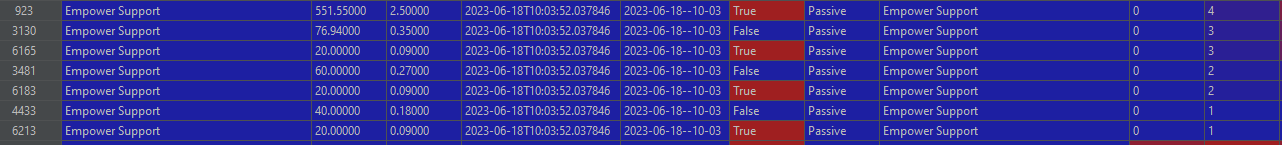 923 Empower Support 551.55000 2.50000 2023-06-18T10:03:52.037846 2023-06-18--10-03 True Passive Empower Support 0 4
3130 Empower Support 76.94000 0.35000 2023-06-18T10:03:52.037846 2023-06-18--10-03 False Passive Empower Support 0 3
6165 Empower Support 20.00000 0.09000 2023-06-18T10:03:52.037846 2023-06-18--10-03 True Passive Empower Support 0 3
3481 Empower Support 60.00000 0.27000 2023-06-18T10:03:52.037846 2023-06-18--10-03 False Passive Empower Support 0 2
6183 Empower Support 20.00000 0.09000 2023-06-18T10:03:52.037846 2023-06-18--10-03 True Passive Empower Support 0 2
4433 Empower Support 40.00000 0.18000 2023-06-18T10:03:52.037846 2023-06-18--10-03 False Passive Empower Support 0 1
6213 Empower Support 20.00000 0.09000 2023-06-18T10:03:52.037846 2023-06-18--10-03 True Passive Empower Support 0 1